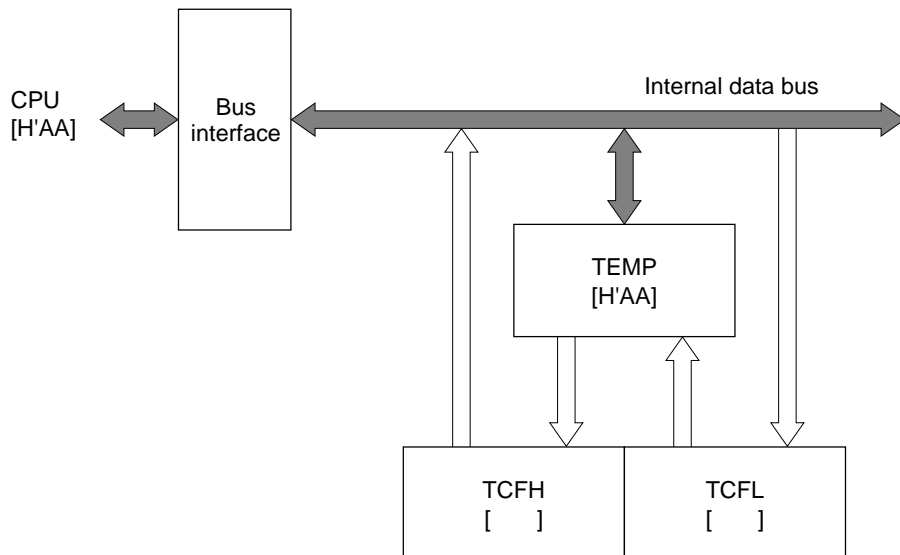 CPU
[H'AA]
Bus
interface
Internal data bus
TEMP
[H'AA]
TCFH
[ ]
TCFL
[ ]